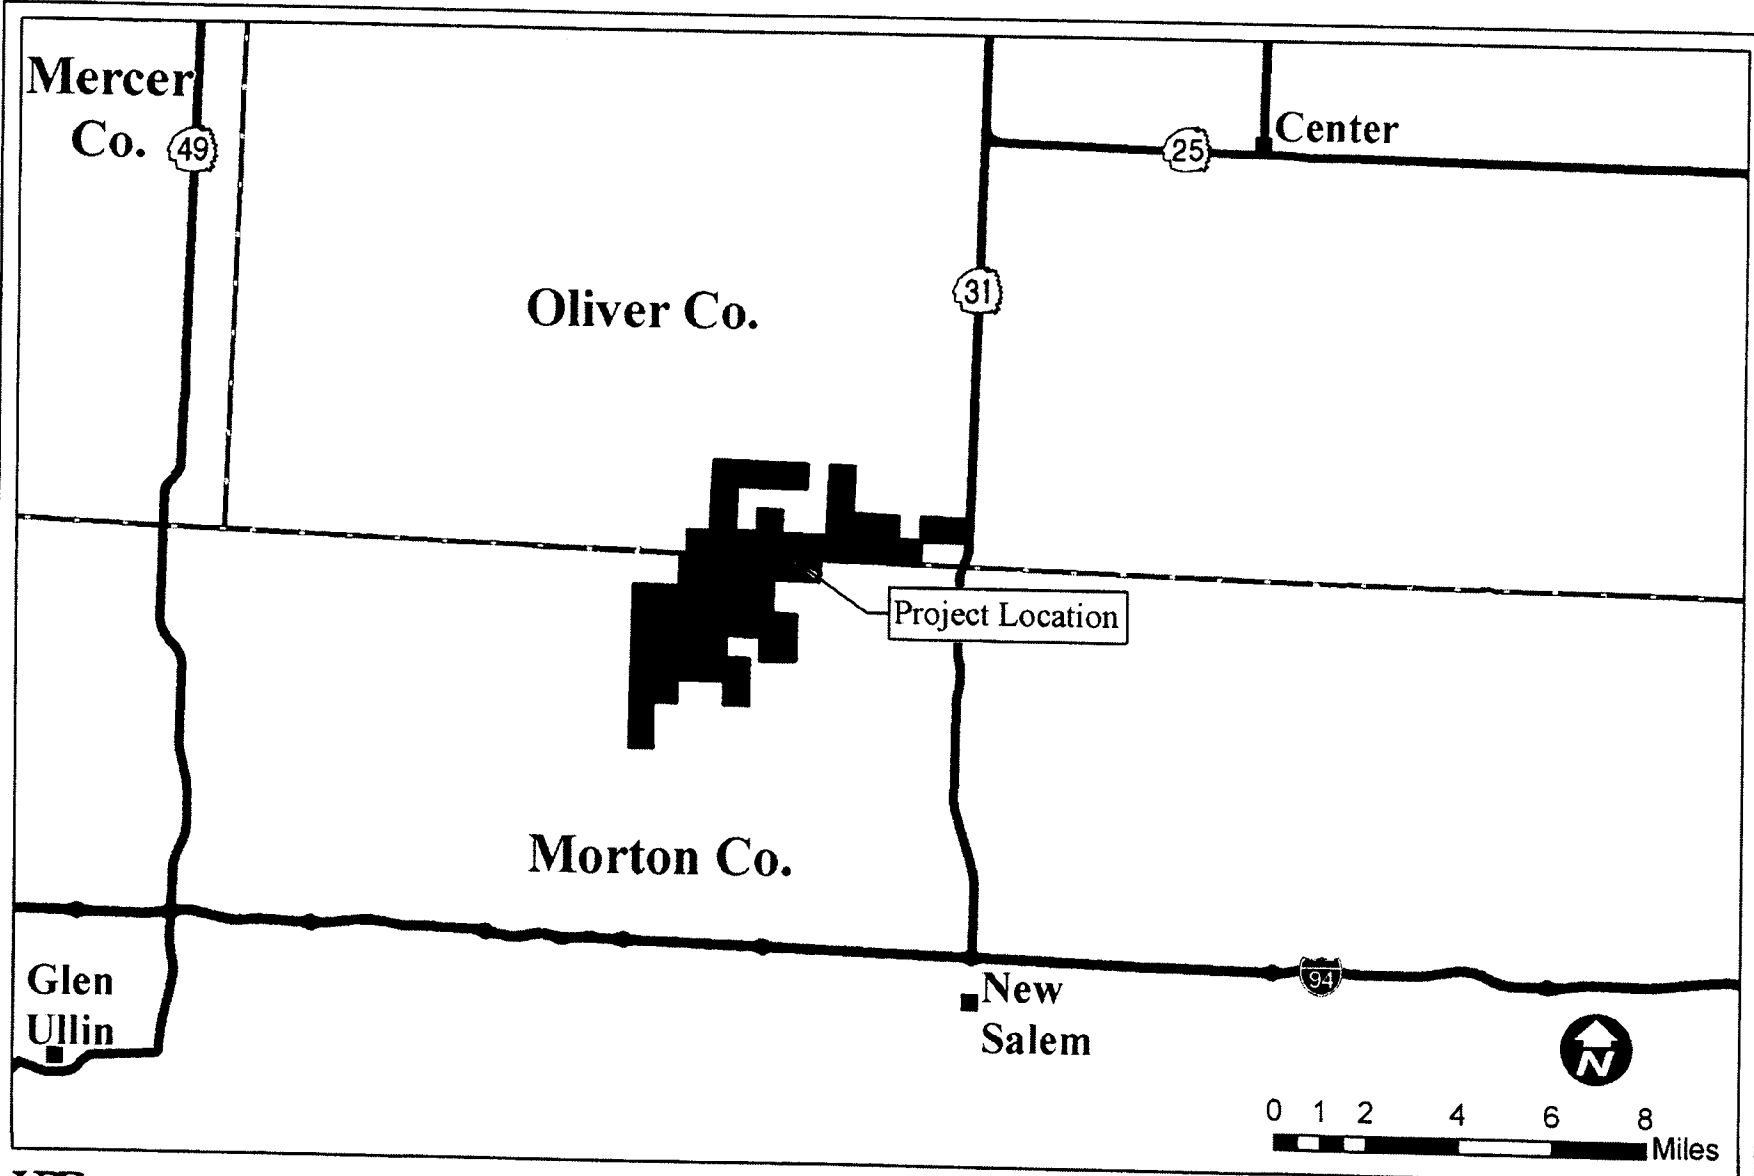 Mercer
Co.
49
Center
25
31
Oliver Co.
Project Location
Morton Co.
Glen
Ullin
94
New
Salem
N
0 1 2 4 6 8
Miles